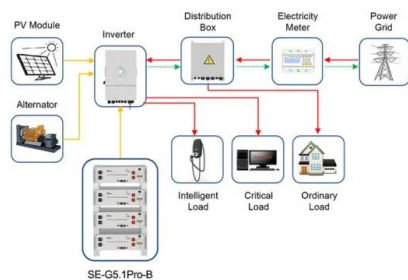 PV Module
Inverter
Distribution
Box
Electricity
Meter
Power
Grid
Alternator
Intelligent
Load
Critical
Load
Ordinary
Load
SE-G5.1Pro-B